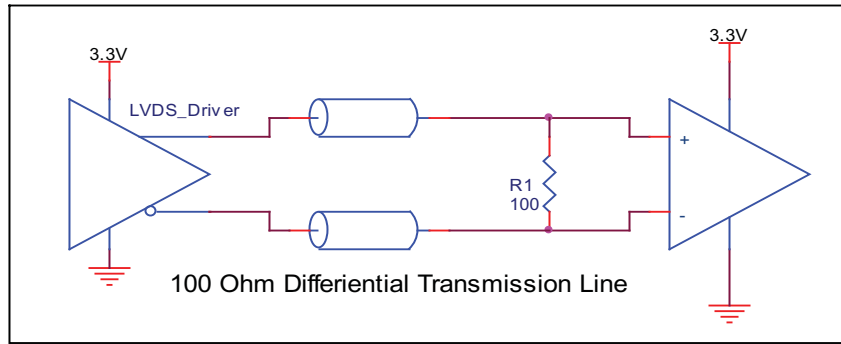 3.3V
3.3V
LVDS_Driver
+
R1
100
-
100 Ohm Differiential Transmission Line